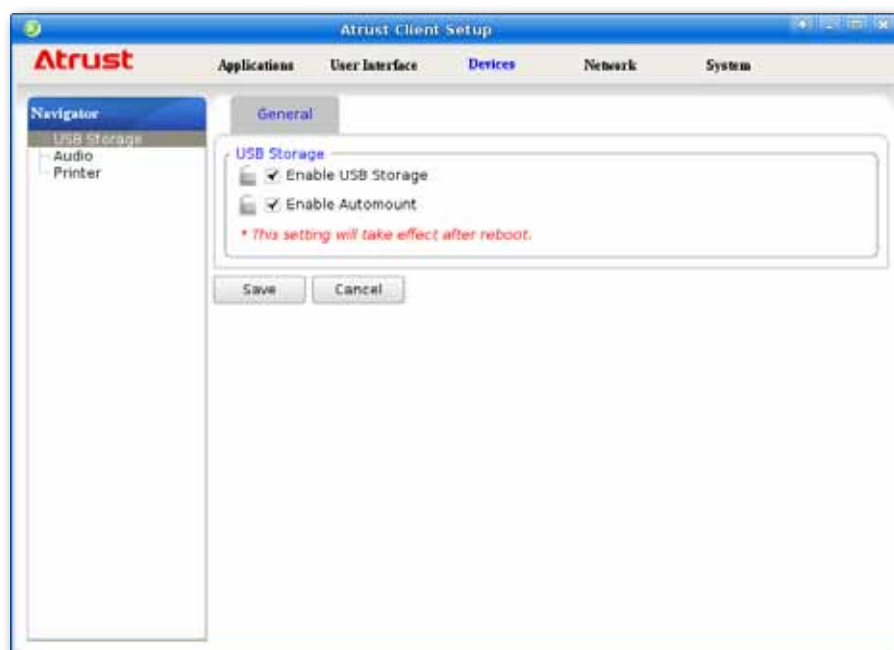 Atrust Client Setup
Atrust
Applications User Interface Devices Network System
Navigator
USB Storage
Audio
Printer
General
USB Storage
Enable USB Storage
Enable Automount
* This setting will take effect after reboot.
Save Cancel